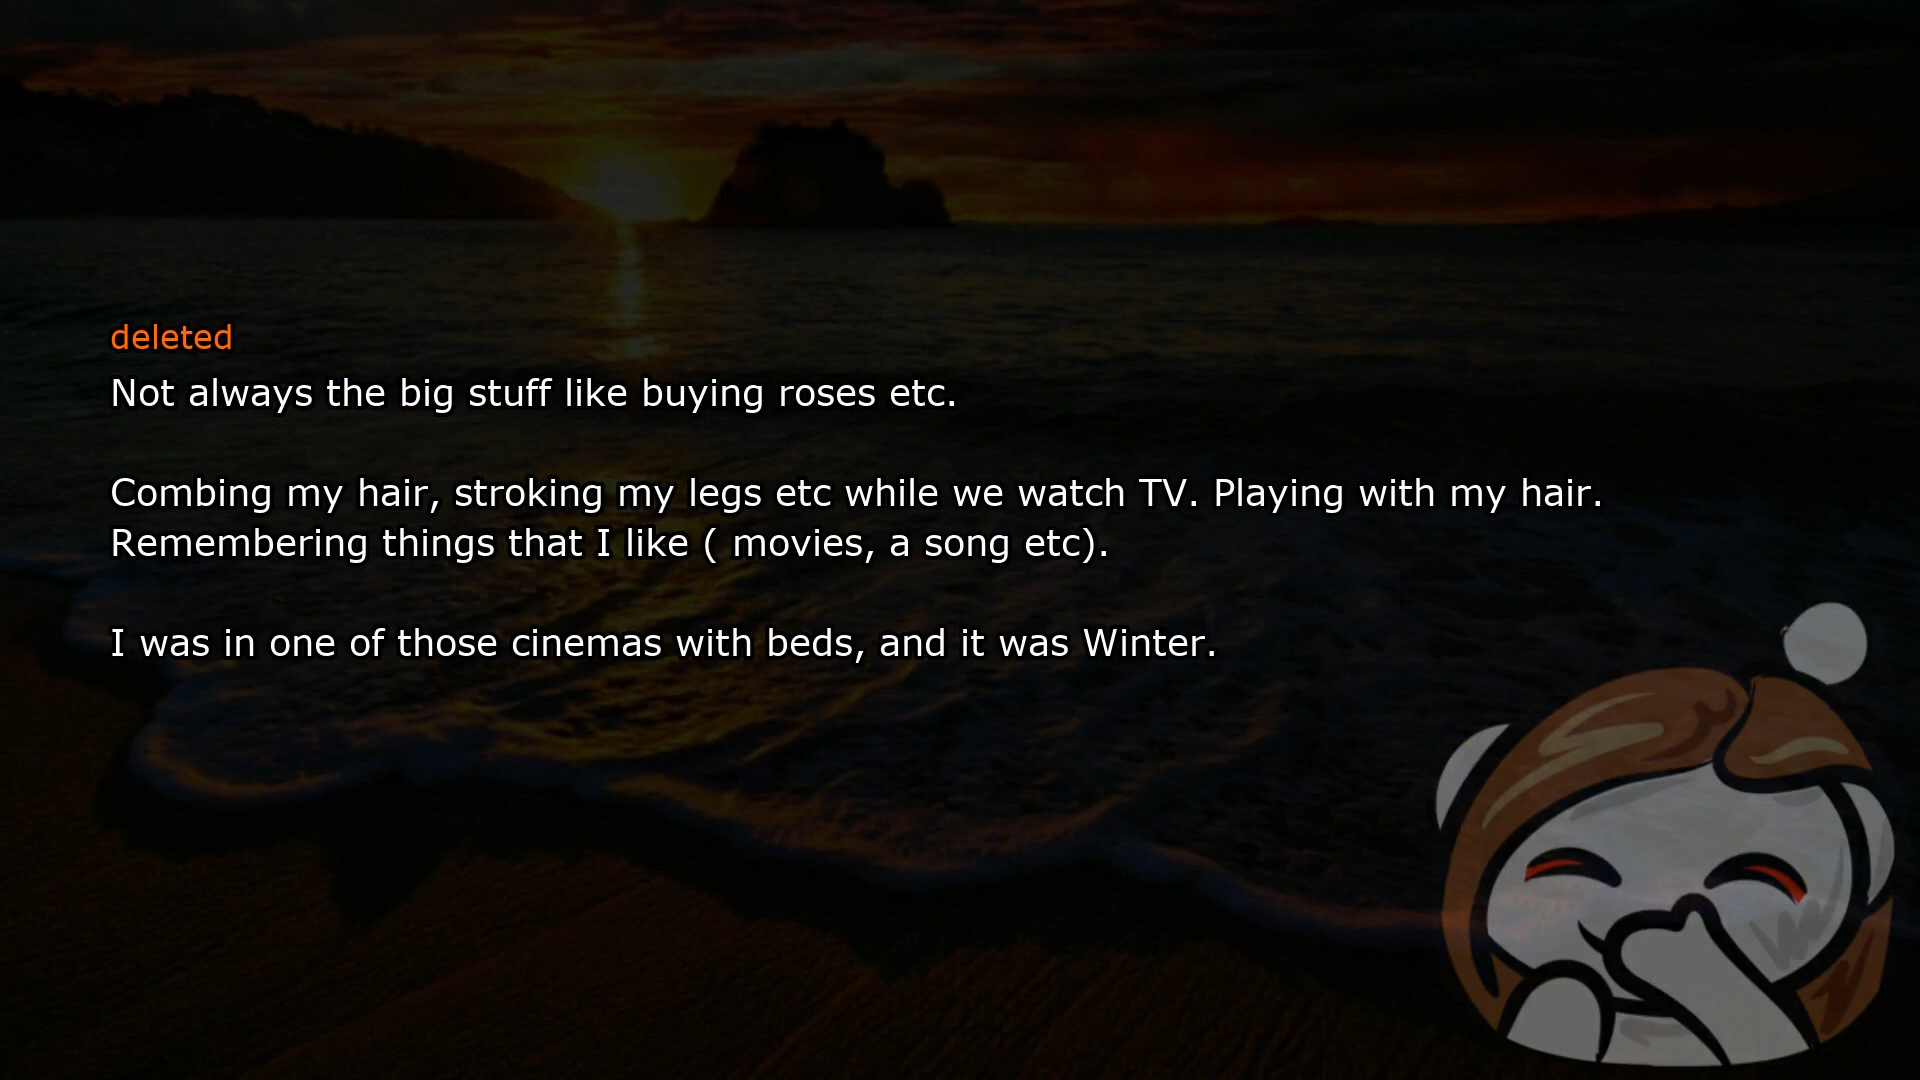 deleted
Not always the big stuff like buying roses etc.
Combing my hair, stroking my legs etc while we watch TV. Playing with my hair.
Remembering things that I like ( movies, a song etc).
I was in one of those cinemas with beds, and it was Winter.